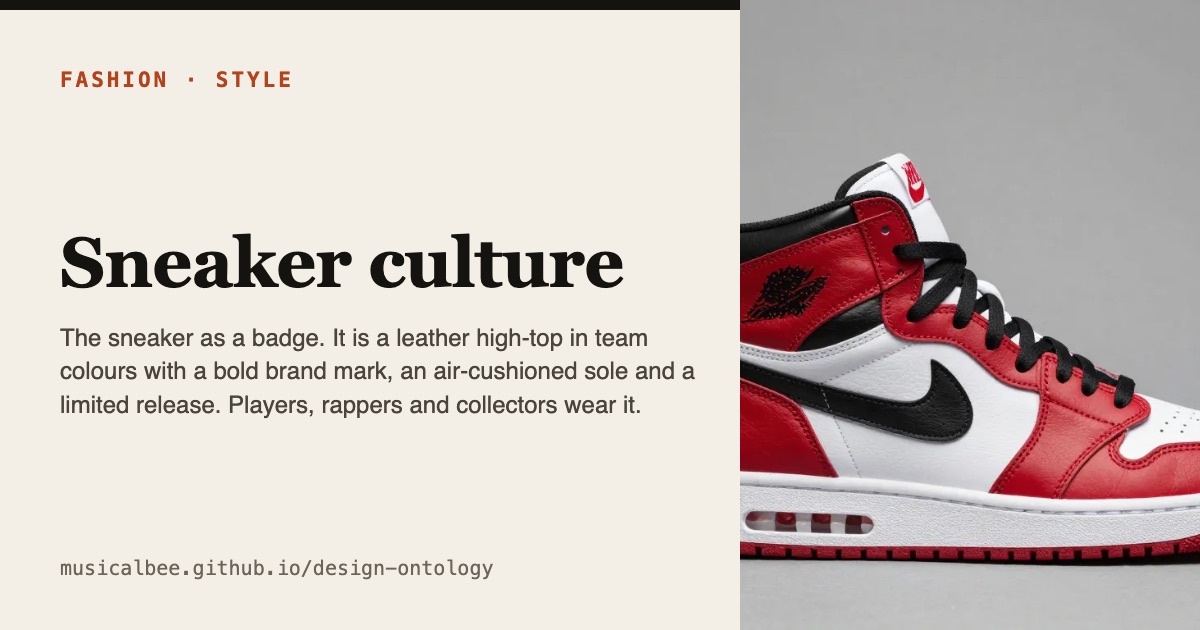 FASHION · STYLE
Sneaker culture
The sneaker as a badge. It is a leather high-top in team
colours with a bold brand mark, an air-cushioned sole and a
limited release. Players, rappers and collectors wear it.
musicalbee.github.io/design-ontology